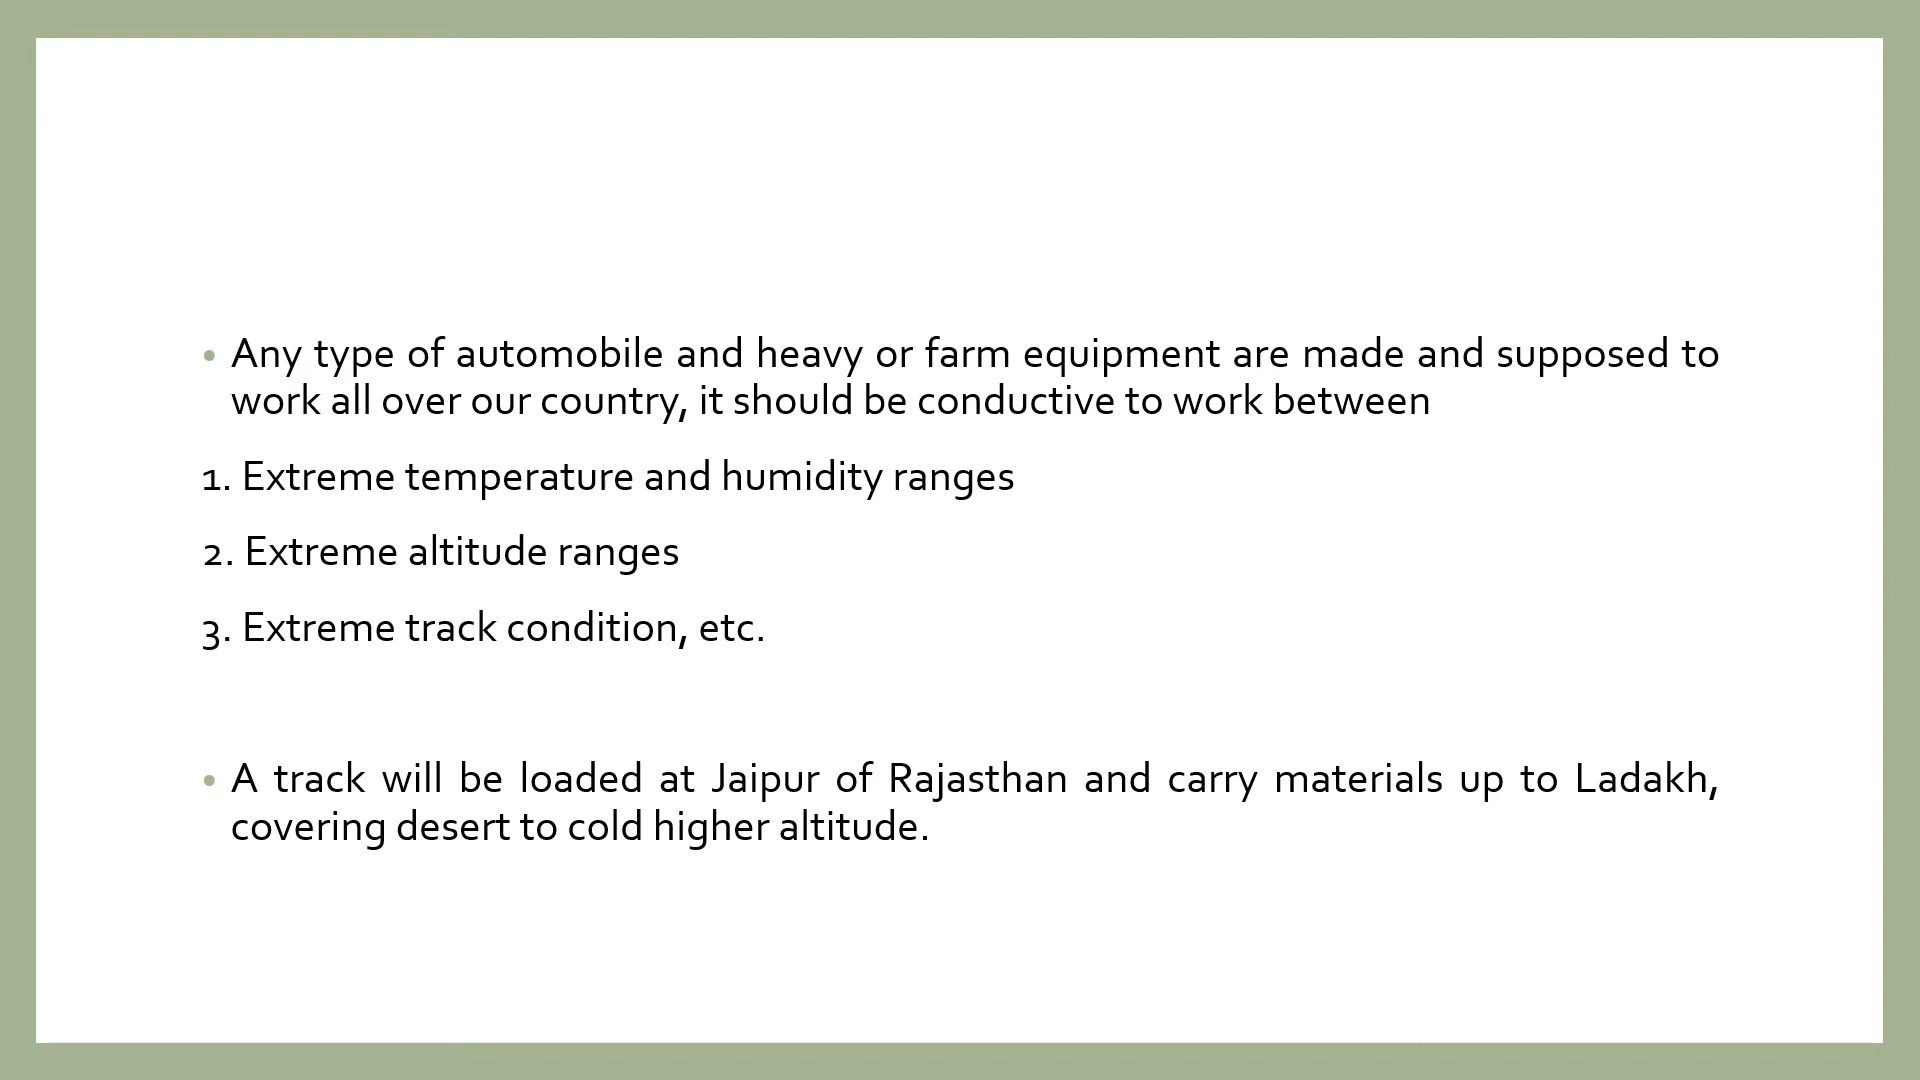 • Any type of automobile and heavy or farm equipment are made and supposed to
work all over our country, it should be conductive to work between
1. Extreme temperature and humidity ranges
2. Extreme altitude ranges
3. Extreme track condition, etc.
• A track will be loaded at Jaipur of Rajasthan and carry materials up to Ladakh,
covering desert to cold higher altitude.